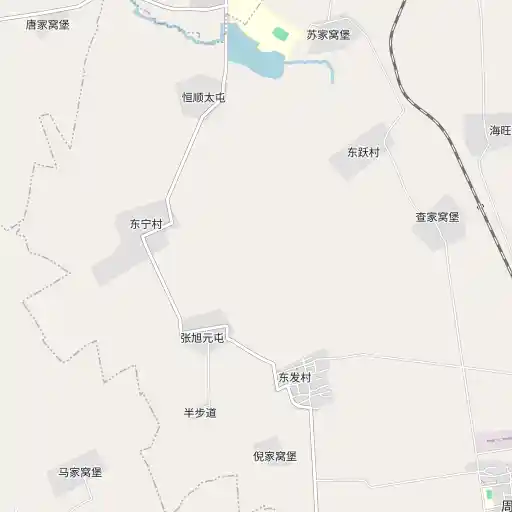 唐家窝堡
苏家窝堡
恒顺太屯
海旺
东跃村
查家窝堡
东宁村
张旭元屯
东发村
半步道
倪家窝堡
马家窝堡
周